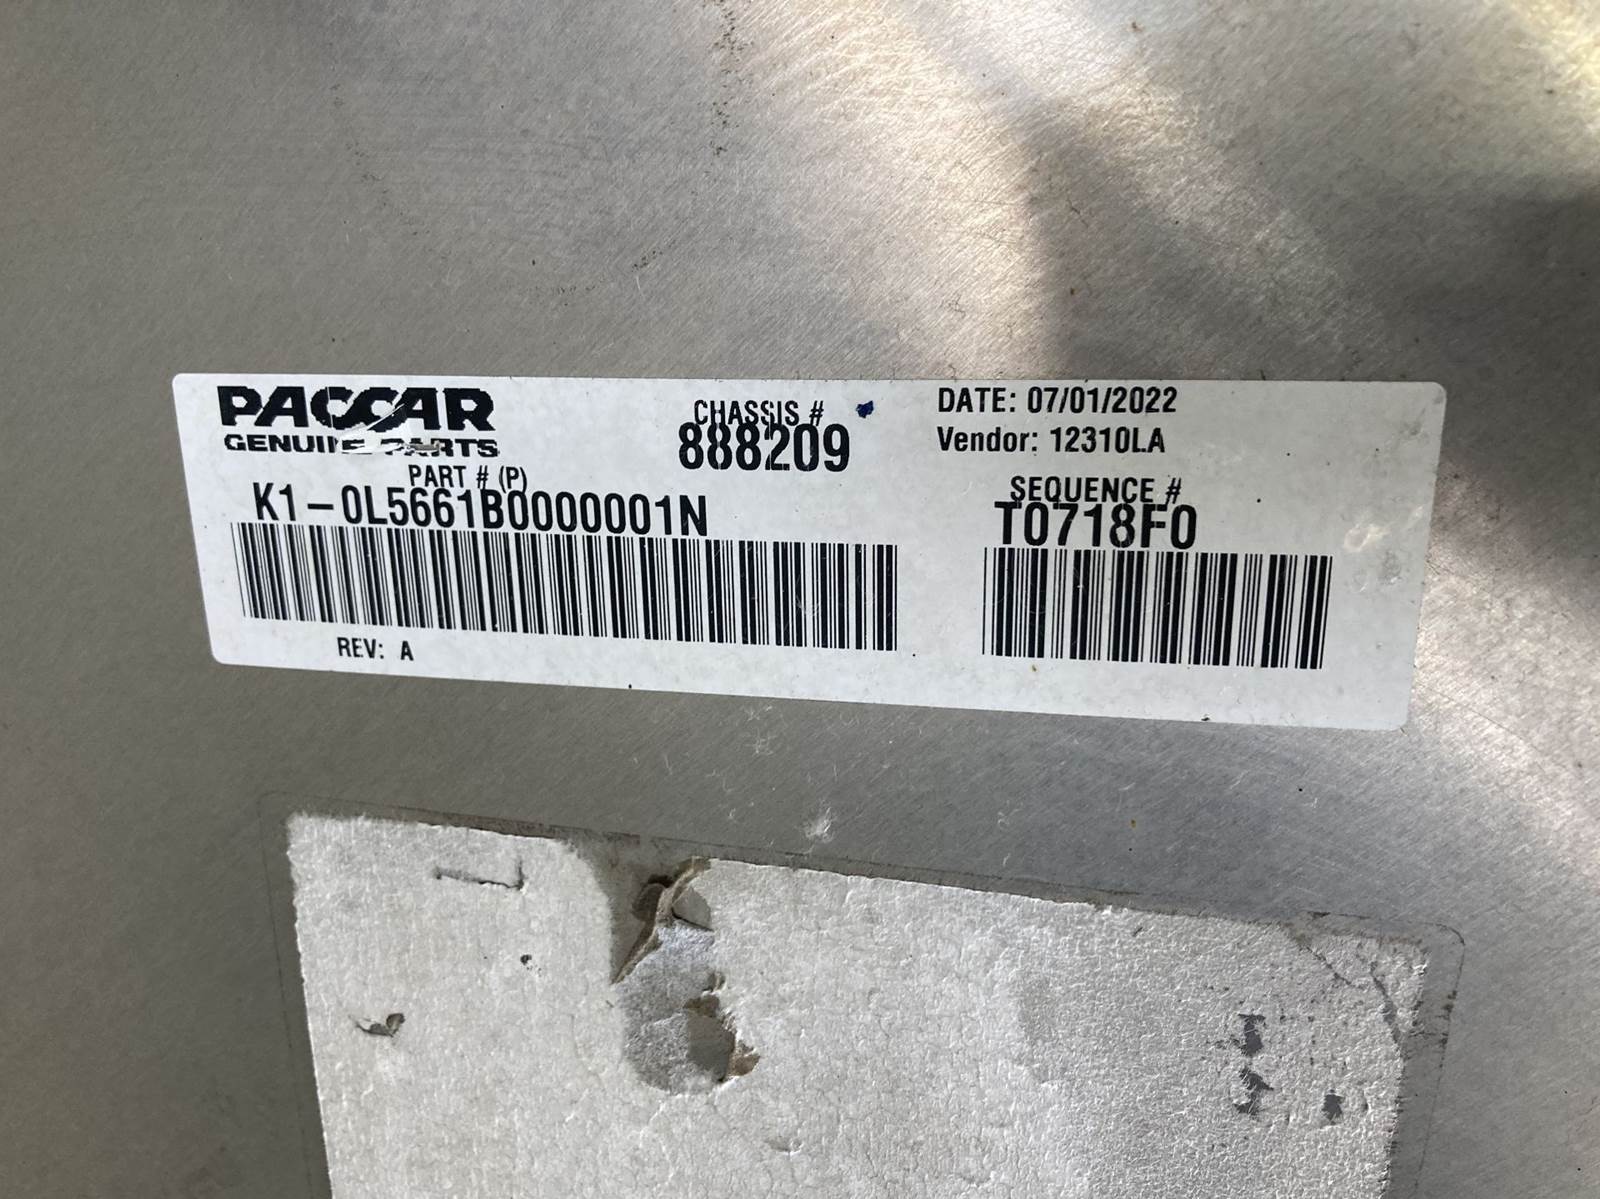 PACCAR
GENUINE PARTS
CHASSIS #
888209
DATE: 07/01/2022
Vendor: 12310LA
PART # (P)
K1-0L5661B0000001N
SEQUENCE #
T0718F0
REV: A